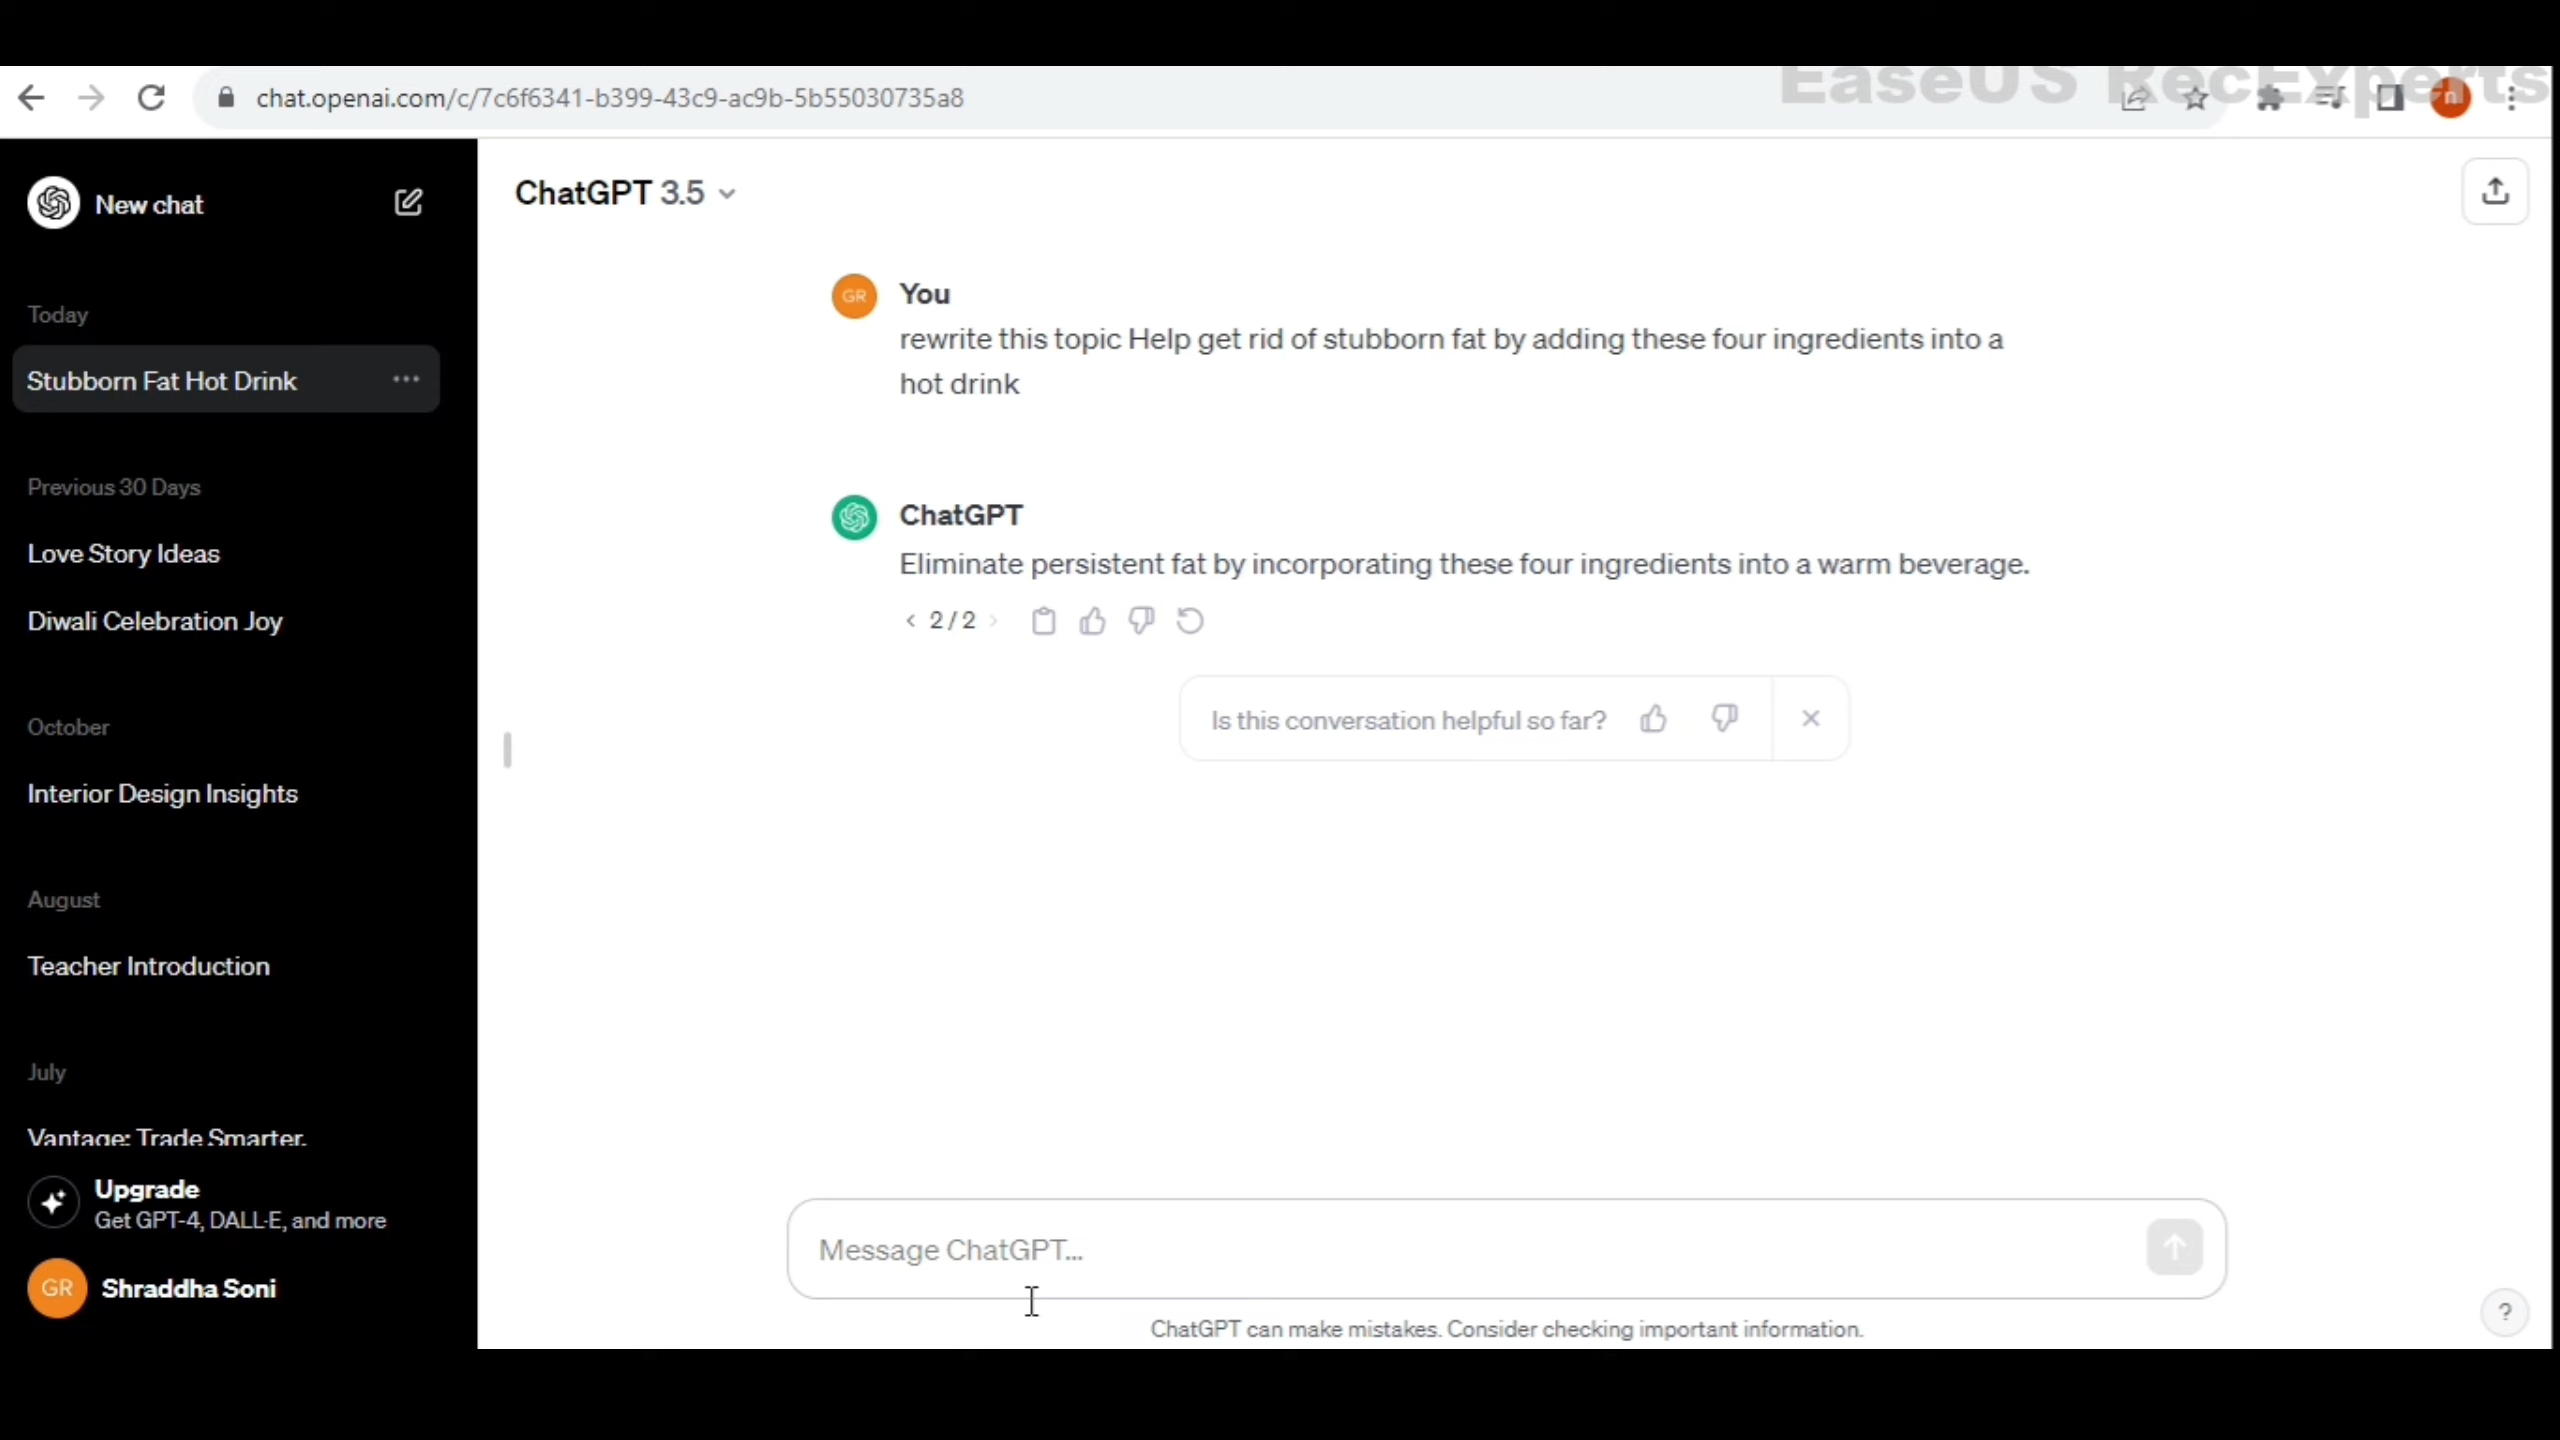 EaseUS RecExperts
chat.openai.com/c/7c6f6341-b399-43c9-ac9b-5b55030735a8
n
New chat
ChatGPT 3.5
Today
Stubborn Fat Hot Drink
Previous 30 Days
Love Story Ideas
Diwali Celebration Joy
October
Interior Design Insights
August
Teacher Introduction
July
Vantage: Trade Smarter.
Upgrade
Get GPT-4, DALL·E, and more
GR
Shraddha Soni
GR
You
rewrite this topic Help get rid of stubborn fat by adding these four ingredients into a
hot drink
ChatGPT
Eliminate persistent fat by incorporating these four ingredients into a warm beverage.
< 2 / 2 >
Is this conversation helpful so far?
Message ChatGPT...
ChatGPT can make mistakes. Consider checking important information.
?